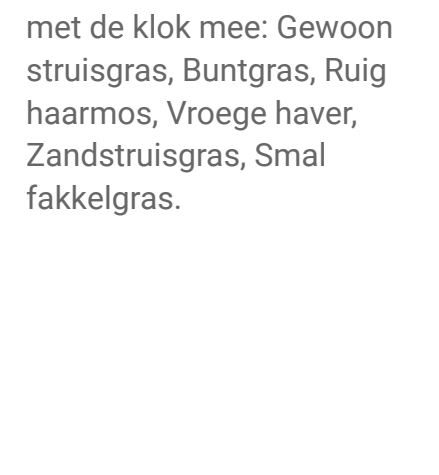 met de klok mee: Gewoon
struisgras, Buntgras, Ruig
haarmos, Vroege haver,
Zandstruisgras, Smal
fakkelgras.